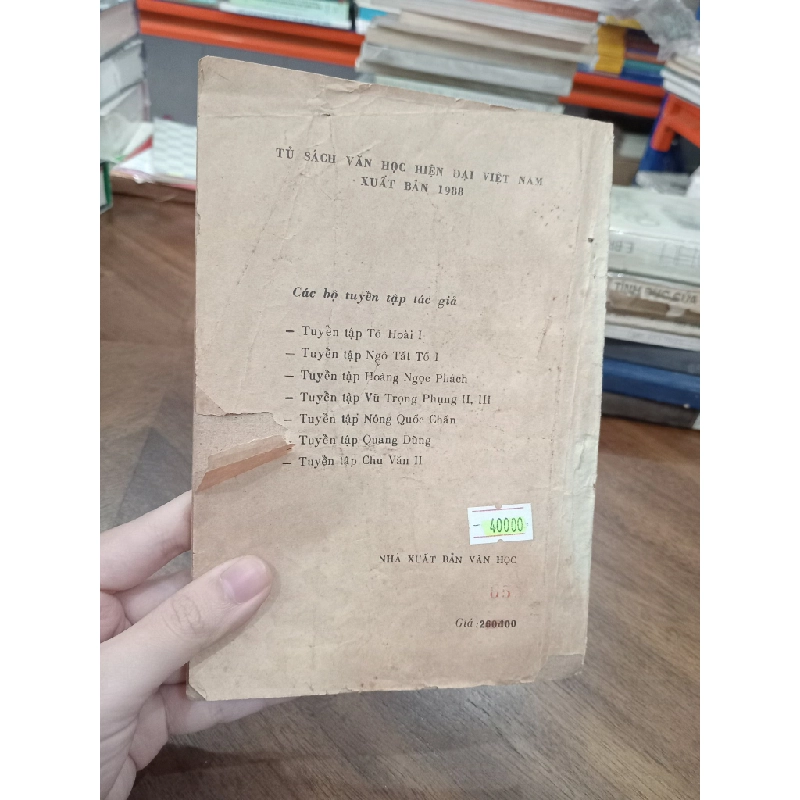 TỦ SÁCH VĂN HỌC HIỆN ĐẠI VIỆT NAM
XUẤT BẢN 1988
Các bộ tuyển tập tác giả
— Tuyển tập Tô Hoài I
— Tuyển tập Ngô Tất Tố I
— Tuyển tập Hoàng Ngọc Phách
— Tuyển tập Vũ Trọng Phụng II, III
— Tuyển tập Nông Quốc Chấn
— Tuyển tập Quang Dũng
— Tuyển tập Chu Văn II
- 40000
NHÀ XUẤT BẢN VĂN HỌC
65
Giá